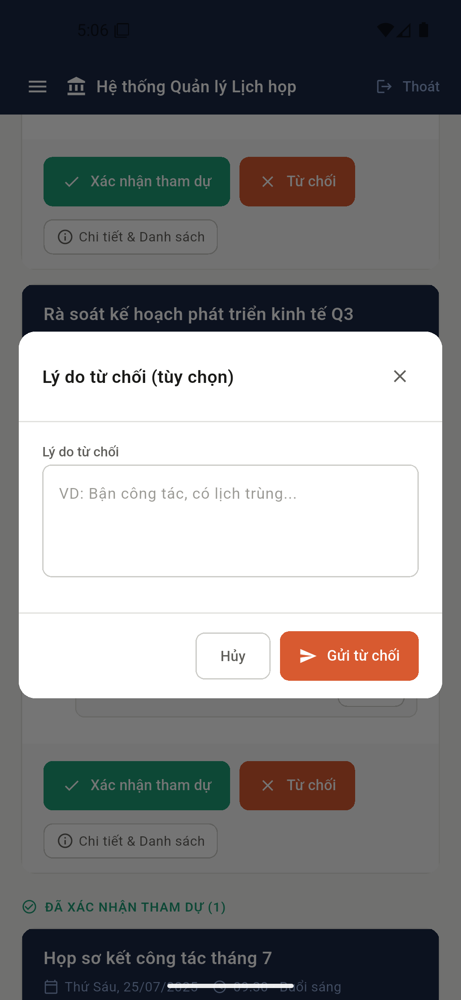 5:06
Hệ thống Quản lý Lịch họp
Thoát
Xác nhận tham dự
Từ chối
Chi tiết & Danh sách
Rà soát kế hoạch phát triển kinh tế Q3
Lý do từ chối (tùy chọn)
Lý do từ chối
VD: Bận công tác, có lịch trùng...
Hủy
Gửi từ chối
Xác nhận tham dự
Từ chối
Chi tiết & Danh sách
ĐÃ XÁC NHẬN THAM DỰ (1)
Họp sơ kết công tác tháng 7
Thứ Sáu, 25/07/2025 09:30 Buổi sáng